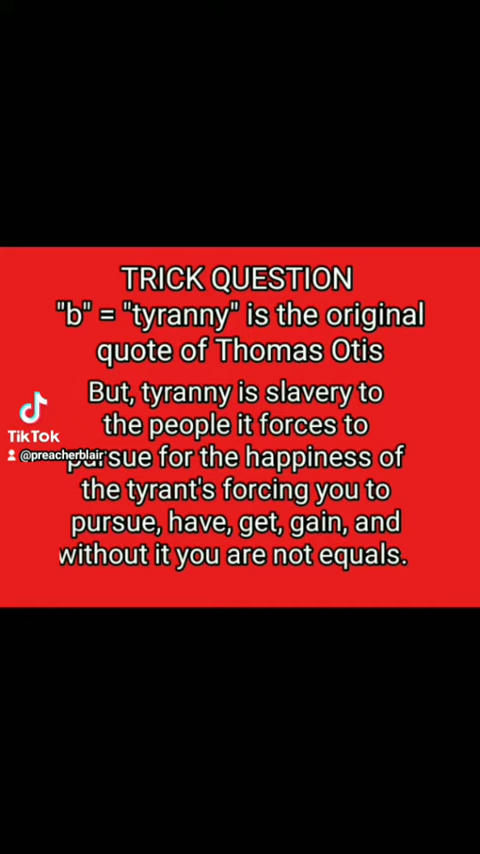 TRICK QUESTION
"b" = "tyranny" is the original
quote of Thomas Otis
But, tyranny is slavery to
the people it forces to
pursue for the happiness of
the tyrant's forcing you to
pursue, have, get, gain, and
without it you are not equals.
TikTok
@preacherblair